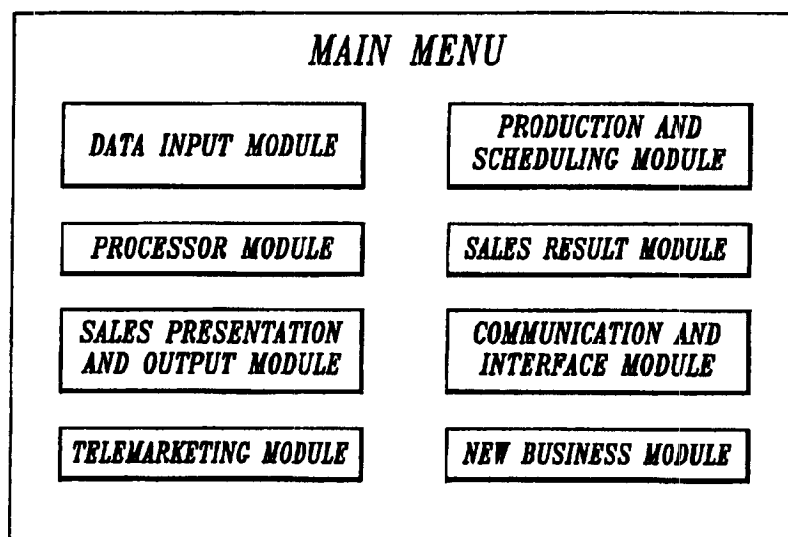 MAIN MENU
DATA INPUT MODULE
PRODUCTION AND
SCHEDULING MODULE
PROCESSOR MODULE
SALES RESULT MODULE
SALES PRESENTATION
AND OUTPUT MODULE
COMMUNICATION AND
INTERFACE MODULE
TELEMARKETING MODULE
NEW BUSINESS MODULE